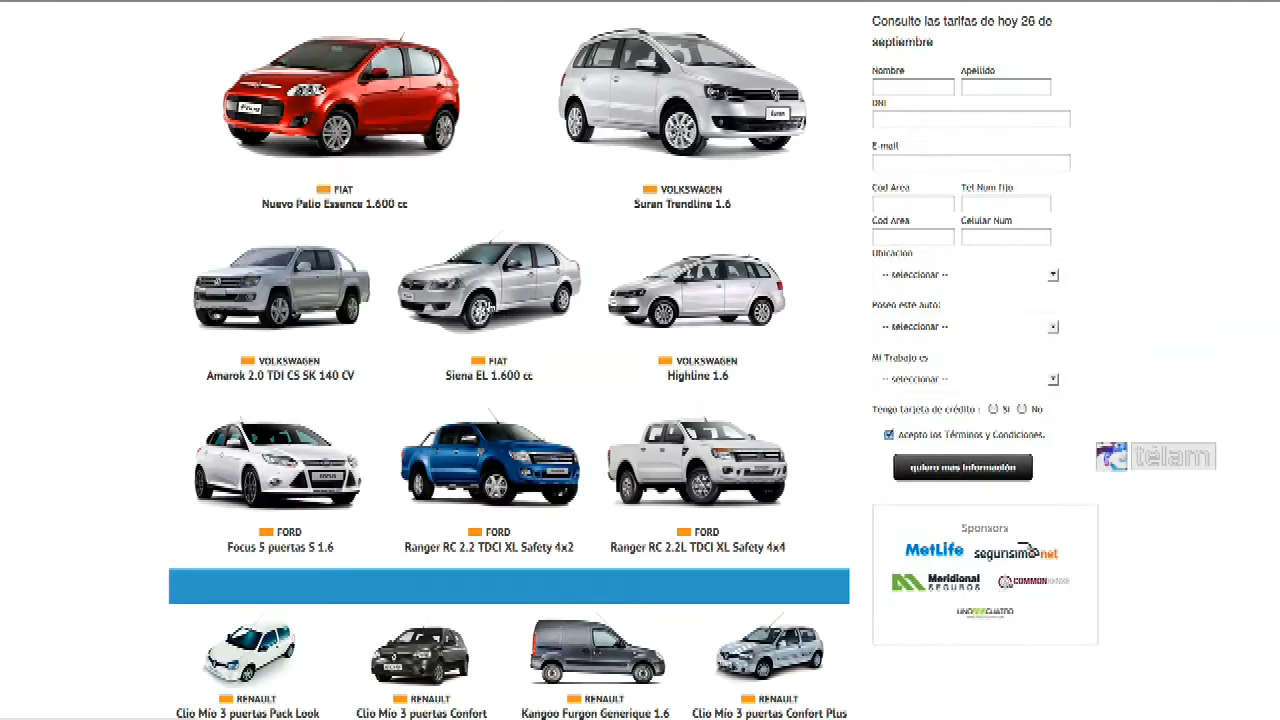 FIAT
Nuevo Palio Essence 1.600 cc
VOLKSWAGEN
Suran Trendline 1.6
VOLKSWAGEN
Amarok 2.0 TDI CS SK 140 CV
FIAT
Siena EL 1.600 cc
VOLKSWAGEN
Highline 1.6
FORD
Focus 5 puertas S 1.6
FORD
Ranger RC 2.2 TDCI XL Safety 4x2
FORD
Ranger RC 2.2L TDCI XL Safety 4x4
RENAULT
Clio Mío 3 puertas Pack Look
RENAULT
Clio Mío 3 puertas Confort
RENAULT
Kangoo Furgon Generique 1.6
RENAULT
Clio Mío 3 puertas Confort Plus
Consulte las tarifas de hoy 26 de
septiembre
Nombre Apellido
DNI
E-mail
Cod Area Tel Num fijo
Cod Area Celular Num
Ubicacion
-- seleccionar --
Poseo este auto:
-- seleccionar --
Mi Trabajo es
-- seleccionar --
Tengo tarjeta de crédito : Si No
Acepto los Términos y Condiciones.
quiero mas información
télam
Sponsors
MetLife segurisimo.net
Meridional
SEGUROS